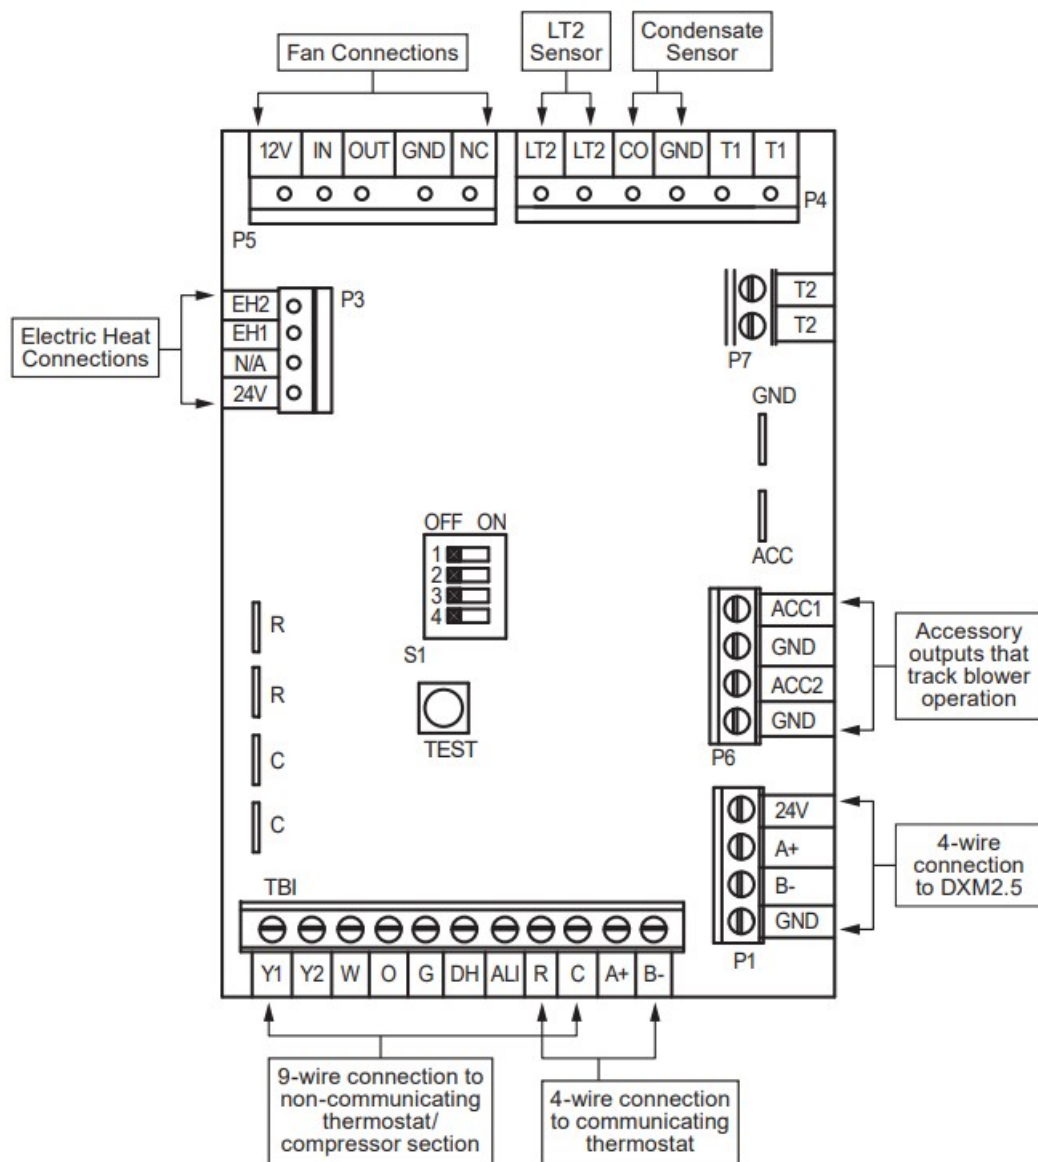 Fan Connections
LT2
Sensor
Condensate
Sensor
12V IN OUT GND NC
LT2 LT2 CO GND T1 T1
P5
P4
Electric Heat
Connections
EH2
EH1
N/A
24V
P3
T2
T2
P7
GND
ACC
OFF ON
1
2
3
4
S1
TEST
R
R
C
C
ACC1
GND
ACC2
GND
P6
Accessory
outputs that
track blower
operation
24V
A+
B-
GND
P1
4-wire
connection
to DXM2.5
TBI
Y1 Y2 W O G DH ALI R C A+ B-
9-wire connection to
non-communicating
thermostat/
compressor section
4-wire connection
to communicating
thermostat